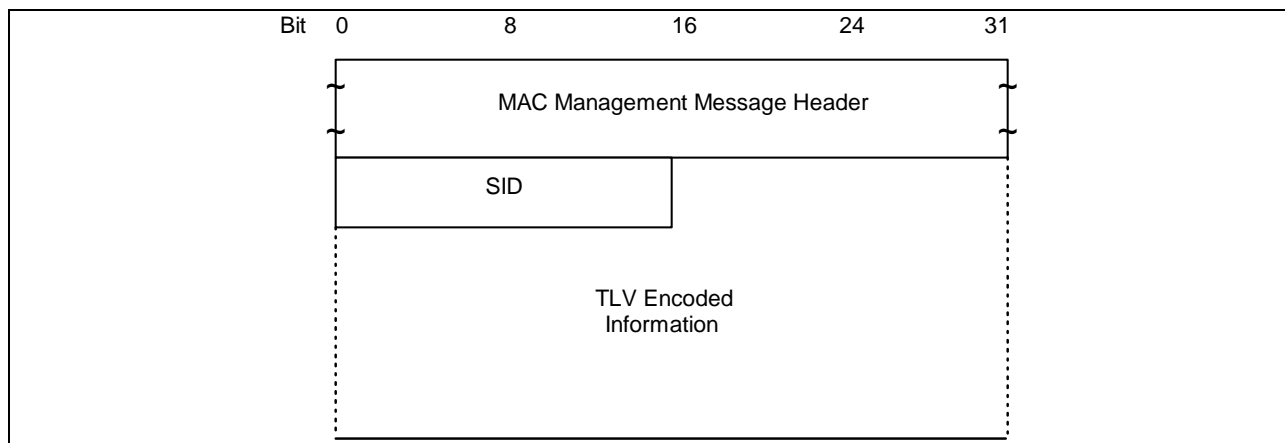 Bit 0 8 16 24 31
MAC Management Message Header
SID
TLV Encoded
Information